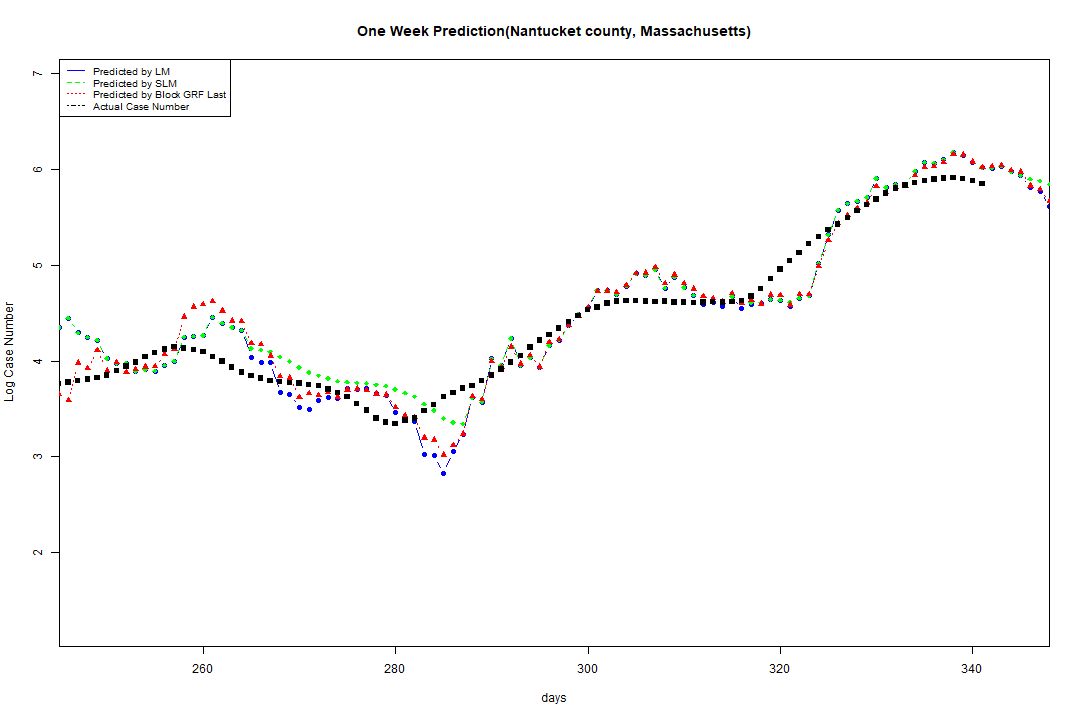 One Week Prediction(Nantucket county, Massachusetts)
Predicted by LM
Predicted by SLM
Predicted by Block GRF Last
Actual Case Number
7
6
5
4
3
2
Log Case Number
260 280 300 320 340
days